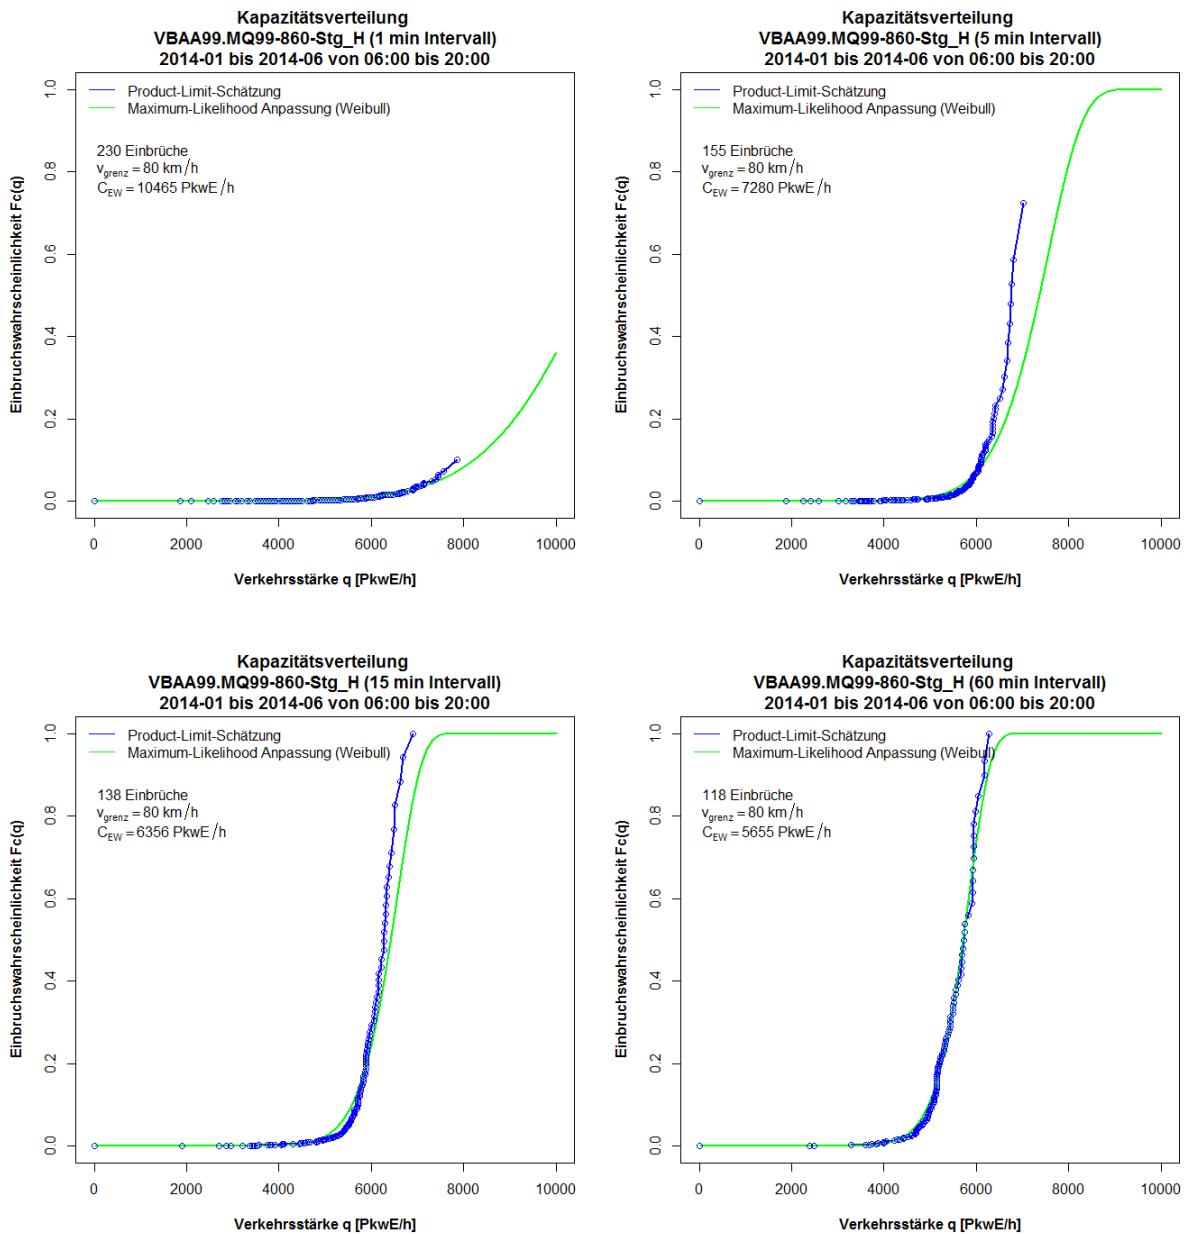 Kapazitätsverteilung
VBAA99.MQ99-860-Stg_H (1 min Intervall)
2014-01 bis 2014-06 von 06:00 bis 20:00
Product-Limit-Schätzung
Maximum-Likelihood Anpassung (Weibull)
230 Einbrüche
v_grenz = 80 km/h
C_EW = 10465 PkwE/h
Einbruchswahrscheinlichkeit Fc(q)
1.0
0.8
0.6
0.4
0.2
0.0
0 2000 4000 6000 8000 10000
Verkehrsstärke q [PkwE/h]
Kapazitätsverteilung
VBAA99.MQ99-860-Stg_H (5 min Intervall)
2014-01 bis 2014-06 von 06:00 bis 20:00
Product-Limit-Schätzung
Maximum-Likelihood Anpassung (Weibull)
155 Einbrüche
v_grenz = 80 km/h
C_EW = 7280 PkwE/h
Einbruchswahrscheinlichkeit Fc(q)
1.0
0.8
0.6
0.4
0.2
0.0
0 2000 4000 6000 8000 10000
Verkehrsstärke q [PkwE/h]
Kapazitätsverteilung
VBAA99.MQ99-860-Stg_H (15 min Intervall)
2014-01 bis 2014-06 von 06:00 bis 20:00
Product-Limit-Schätzung
Maximum-Likelihood Anpassung (Weibull)
138 Einbrüche
v_grenz = 80 km/h
C_EW = 6356 PkwE/h
Einbruchswahrscheinlichkeit Fc(q)
1.0
0.8
0.6
0.4
0.2
0.0
0 2000 4000 6000 8000 10000
Verkehrsstärke q [PkwE/h]
Kapazitätsverteilung
VBAA99.MQ99-860-Stg_H (60 min Intervall)
2014-01 bis 2014-06 von 06:00 bis 20:00
Product-Limit-Schätzung
Maximum-Likelihood Anpassung (Weibull)
118 Einbrüche
v_grenz = 80 km/h
C_EW = 5655 PkwE/h
Einbruchswahrscheinlichkeit Fc(q)
1.0
0.8
0.6
0.4
0.2
0.0
0 2000 4000 6000 8000 10000
Verkehrsstärke q [PkwE/h]